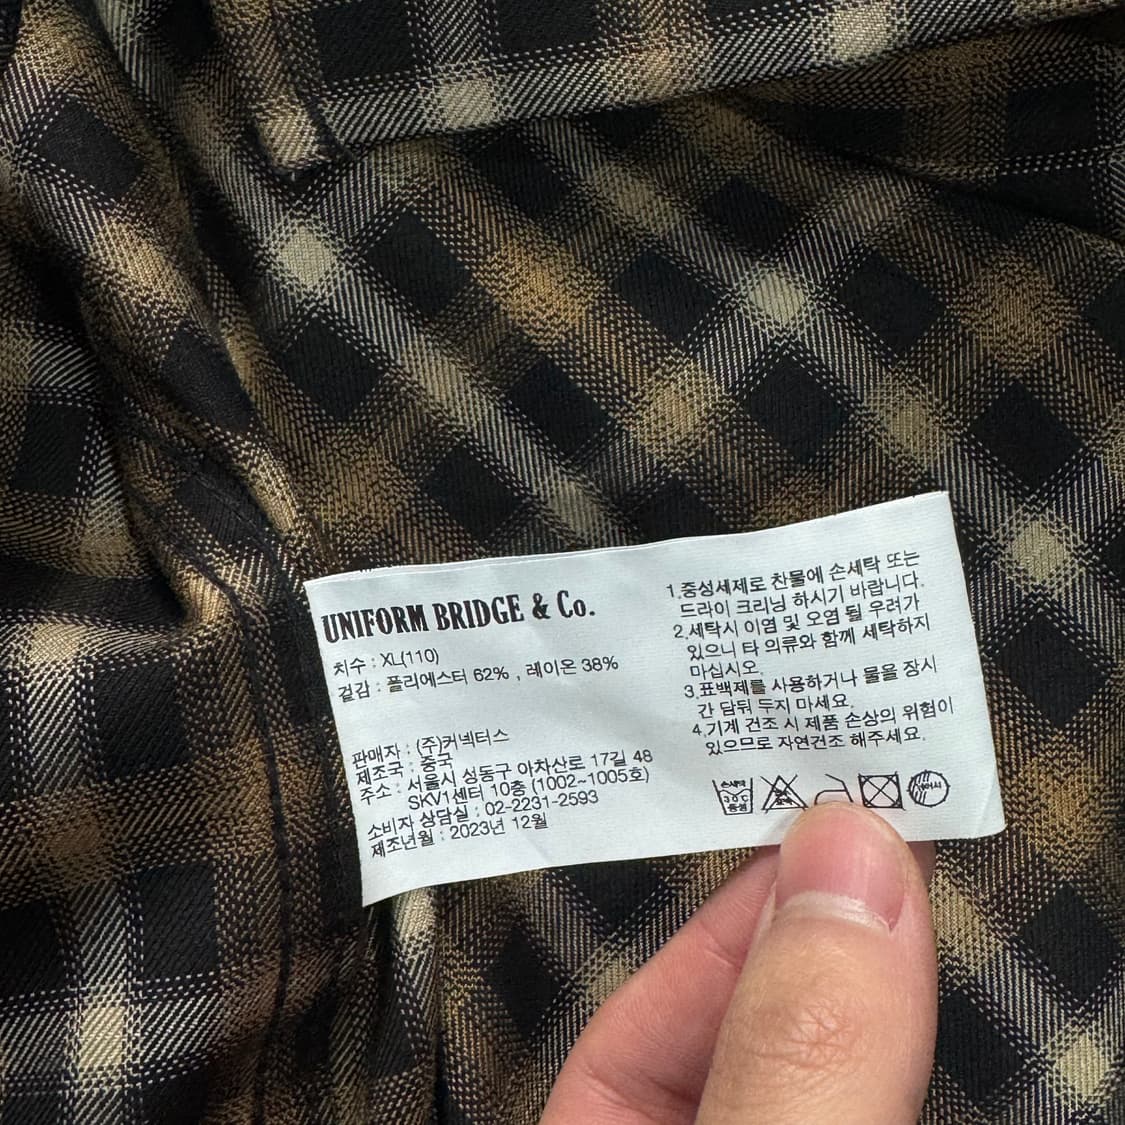 UNIFORM BRIDGE & Co.
치수 : XL(110)
겉감 : 폴리에스터 62% , 레이온 38%
판매자 : (주)커넥터스
제조국 : 중국
주소 : 서울시 성동구 아차산로 17길 48
SKV1센터 10층 (1002~1005호)
소비자 상담실 : 02-2231-2593
제조년월 : 2023년 12월
1.중성세제로 찬물에 손세탁 또는
드라이 크리닝 하시기 바랍니다.
2.세탁시 이염 및 오염 될 우려가
있으니 타 의류와 함께 세탁하지
마십시오.
3.표백제를 사용하거나 물을 장시
간 담궈 두지 마세요.
4.기계 건조 시 제품 손상의 위험이
있으므로 자연건조 해주세요.
손세탁
30℃
중성